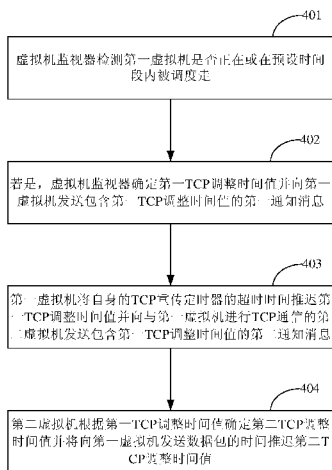 401
虚拟机监视器检测第一虚拟机是否正在或在预设时间
段内被调度走
402
若是，虚拟机监视器确定第一TCP调整时间值并向第一
虚拟机发送包含第一TCP调整时间值的第一通知消息
403
第一虚拟机将自身的TCP重传定时器的超时时间推迟第
一TCP调整时间值并向与第一虚拟机进行TCP通信的第
二虚拟机发送包含第一TCP调整时间值的第二通知消息
404
第二虚拟机根据第一TCP调整时间值确定第二TCP调整
时间值并将向第一虚拟机发送数据包的时间推迟第二T
CP调整时间值